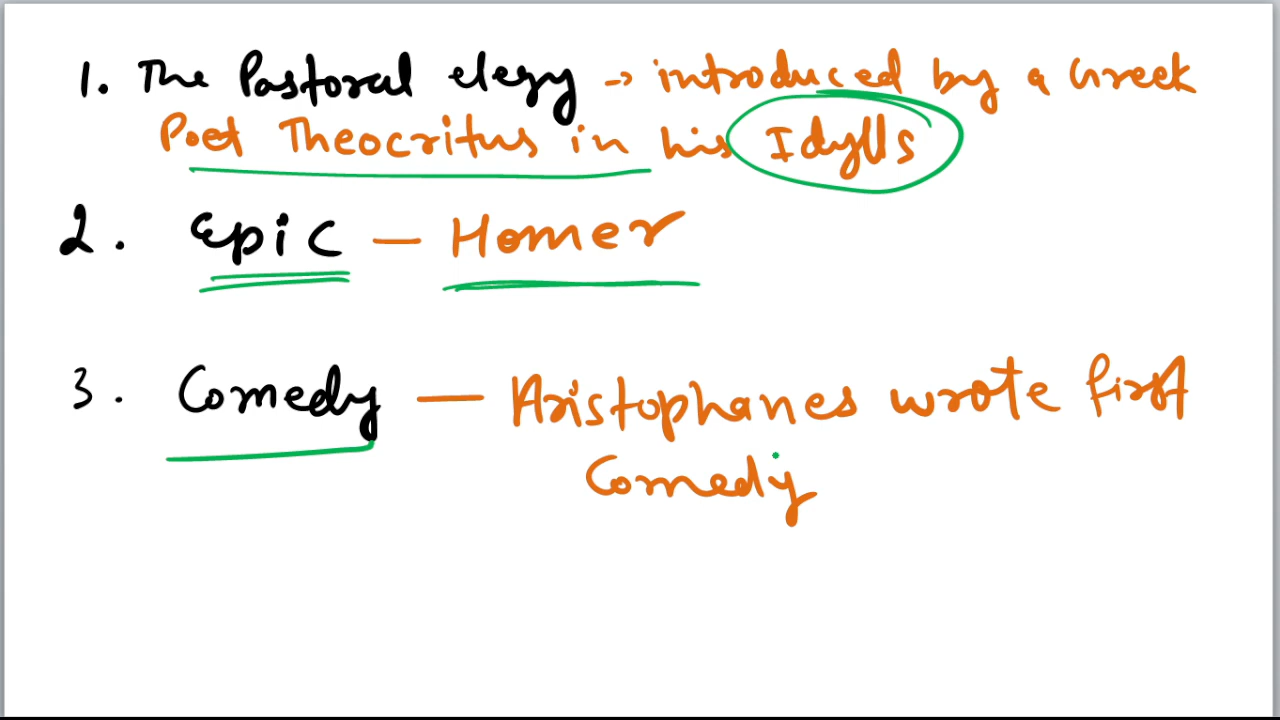 1. The Pastoral elegy → introduced by a Greek
Poet Theocritus in his Idylls
2. Epic — Homer
3. Comedy — Aristophanes wrote first
Comedy